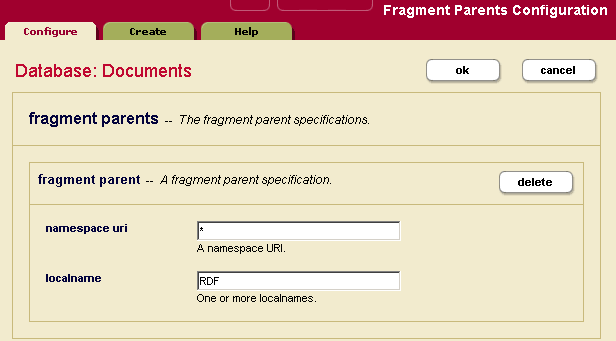 Fragment Parents Configuration
Configure Create Help
Database: Documents ok cancel
fragment parents -- The fragment parent specifications.
fragment parent -- A fragment parent specification. delete
namespace uri *
A namespace URI.
localname RDF
One or more localnames.